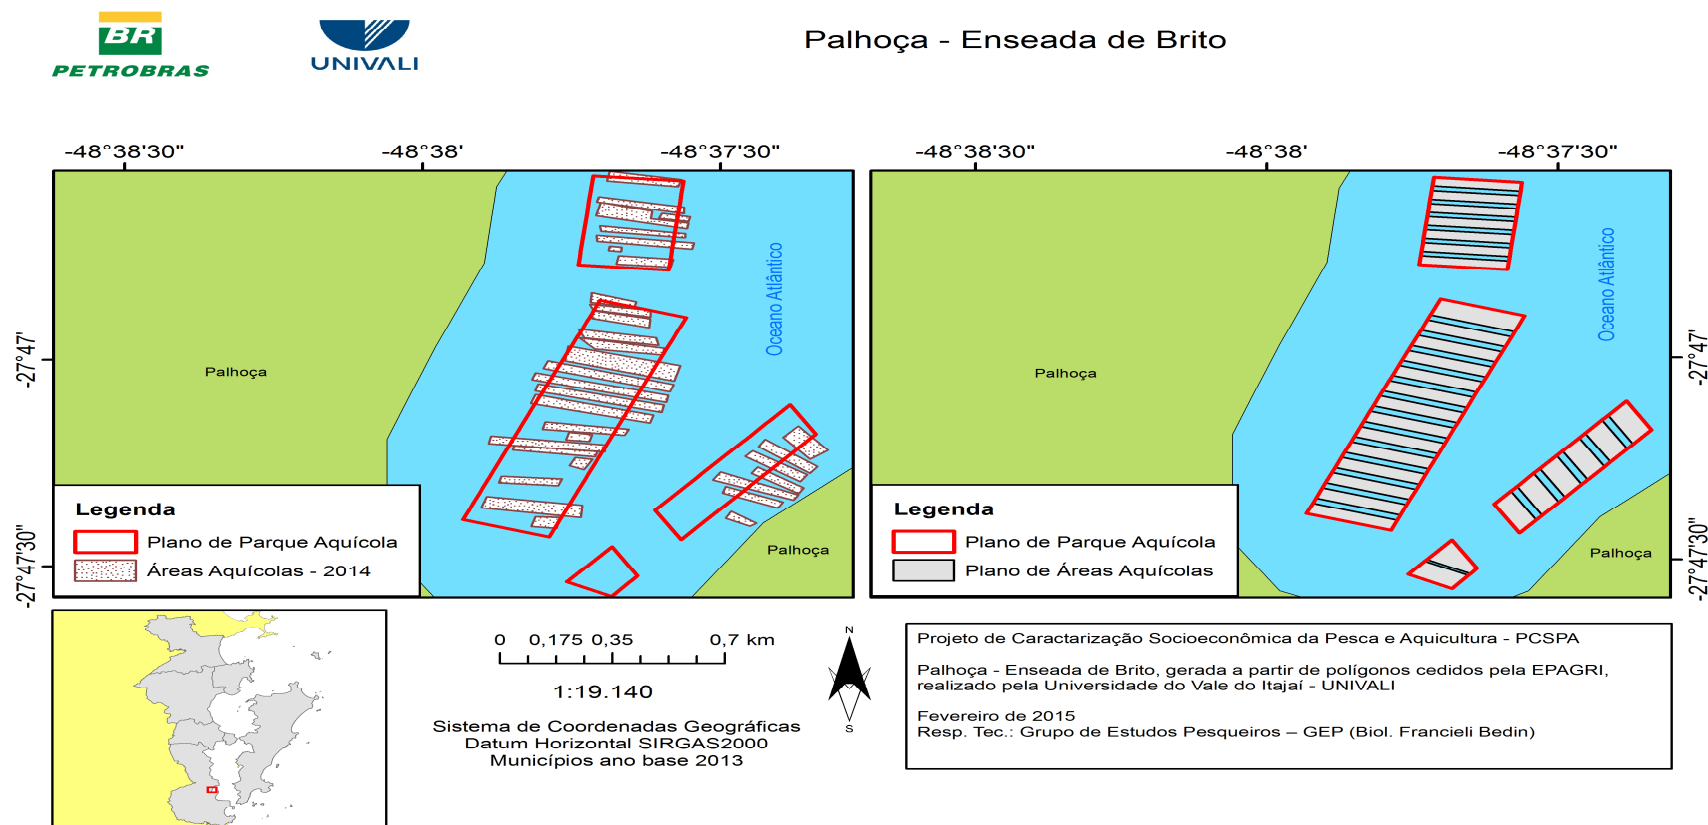 BR
PETROBRAS
UNIVALI
Palhoça - Enseada de Brito
-48°38'30" -48°38' -48°37'30" -48°38'30" -48°38' -48°37'30"
-27°47'
-27°47'30"
Oceano Atlântico
Palhoça
Palhoça
Legenda
Plano de Parque Aquícola
Áreas Aquícolas - 2014
Oceano Atlântico
Palhoça
Palhoça
Legenda
Plano de Parque Aquícola
Plano de Áreas Aquícolas
-27°47'
-27°47'30"
0 0,175 0,35 0,7 km
1:19.140
Sistema de Coordenadas Geográficas
Datum Horizontal SIRGAS2000
Municípios ano base 2013
N
S
Projeto de Caractarização Socioeconômica da Pesca e Aquicultura - PCSPA
Palhoça - Enseada de Brito, gerada a partir de polígonos cedidos pela EPAGRI,
realizado pela Universidade do Vale do Itajaí - UNIVALI
Fevereiro de 2015
Resp. Tec.: Grupo de Estudos Pesqueiros – GEP (Biol. Francieli Bedin)